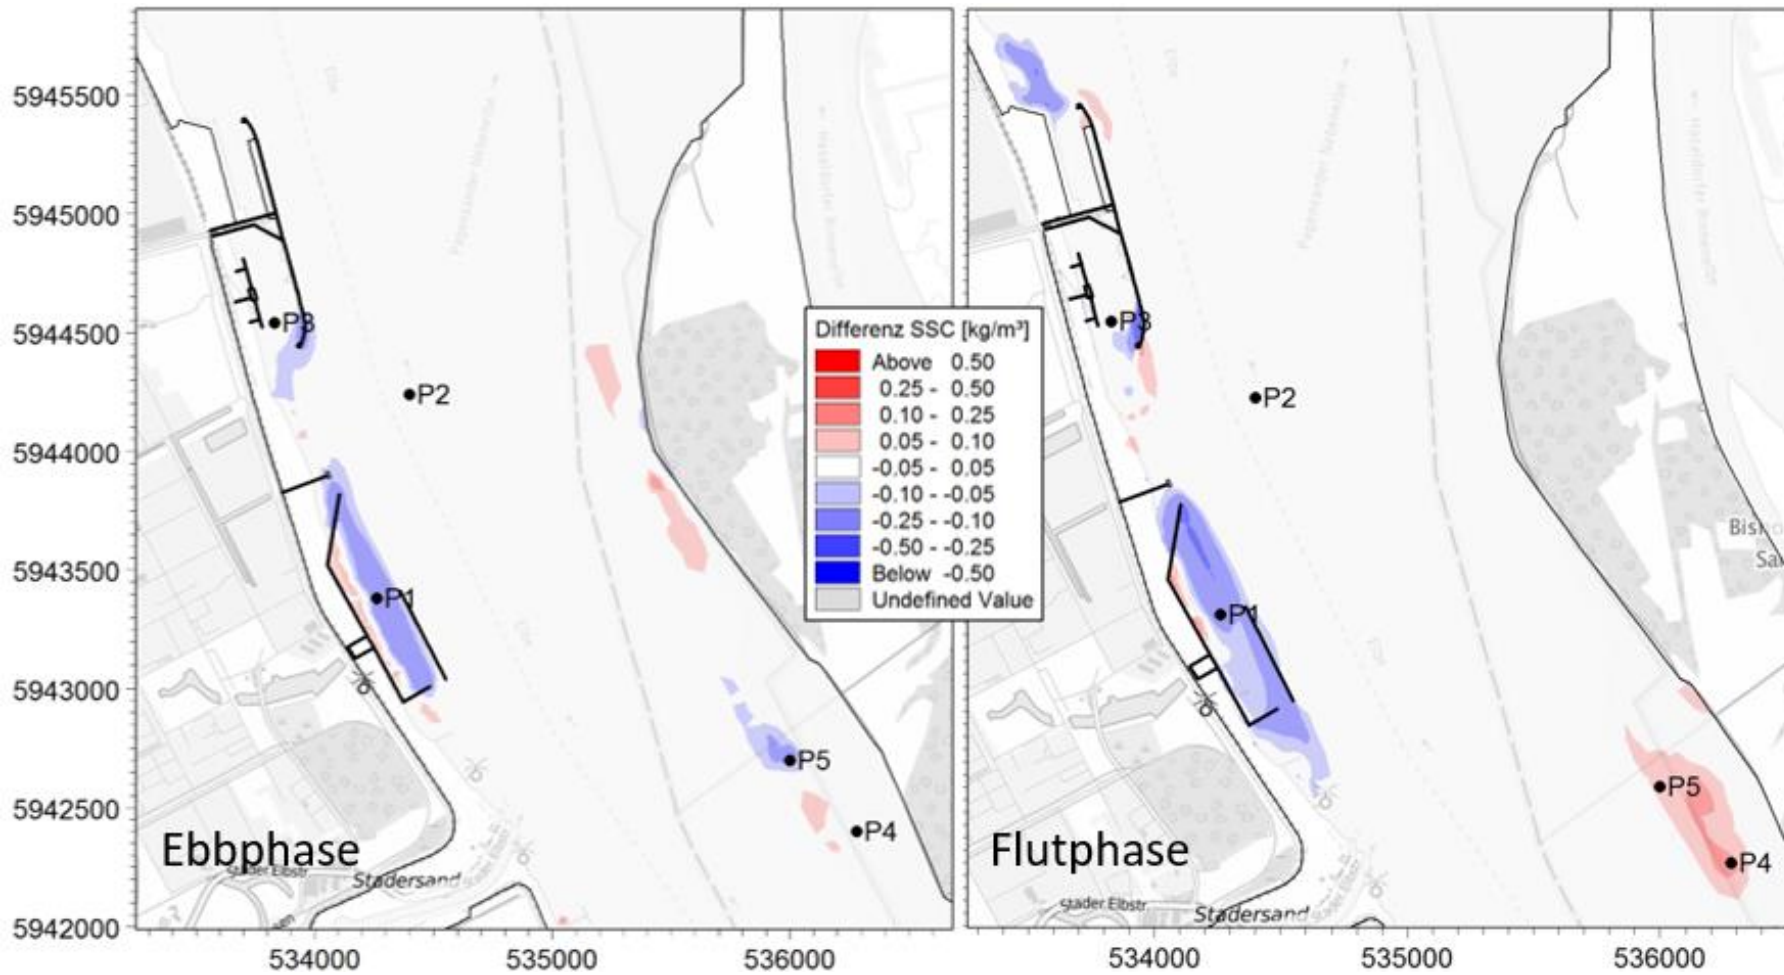 5945500
5945000
5944500
5944000
5943500
5943000
5942500
5942000
P3
P2
P1
P5
P4
Ebbphase
Stader Elbstr.
Stadersand
534000
535000
536000
Differenz SSC [kg/m³]
Above 0.50
0.25 - 0.50
0.10 - 0.25
0.05 - 0.10
-0.05 - 0.05
-0.10 - -0.05
-0.25 - -0.10
-0.50 - -0.25
Below -0.50
Undefined Value
P3
P2
P1
P5
P4
Flutphase
Stader Elbstr.
Stadersand
534000
535000
536000